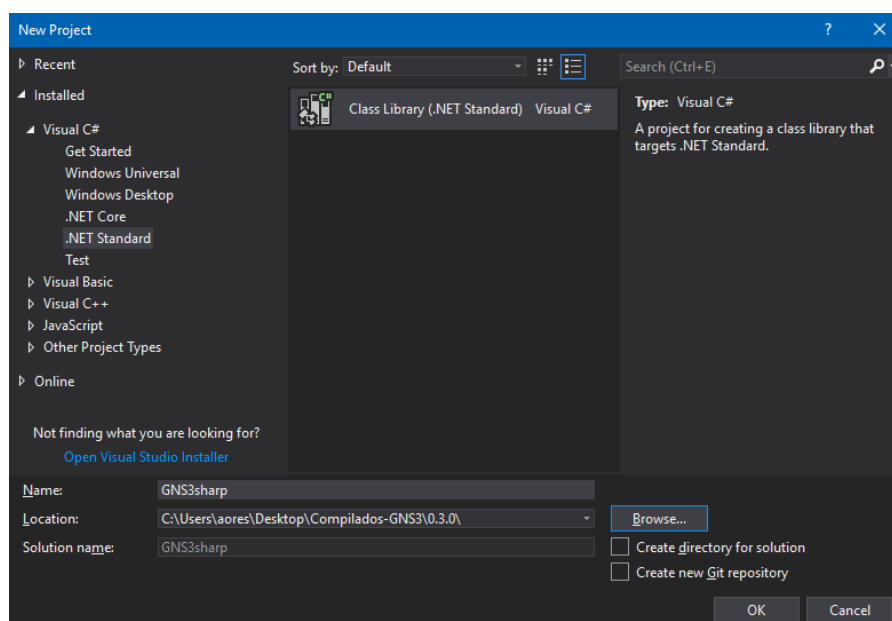 New Project
?
Recent
Installed
Visual C#
Get Started
Windows Universal
Windows Desktop
.NET Core
.NET Standard
Test
Visual Basic
Visual C++
JavaScript
Other Project Types
Online
Not finding what you are looking for?
Open Visual Studio Installer
Sort by: Default
C#
Class Library (.NET Standard) Visual C#
Search (Ctrl+E)
Type: Visual C#
A project for creating a class library that
targets .NET Standard.
Name: GNS3sharp
Location: C:\Users\aores\Desktop\Compilados-GNS3\0.3.0\ Browse...
Solution name: GNS3sharp
Create directory for solution
Create new Git repository
OK Cancel